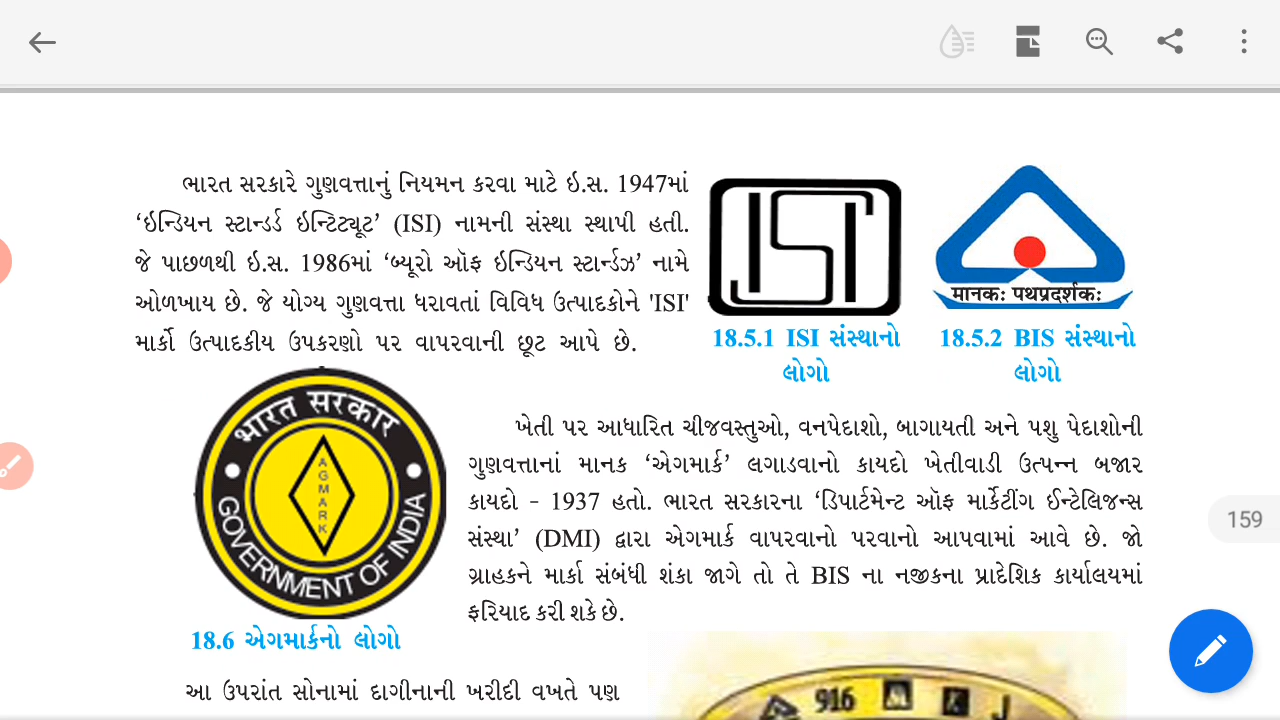 ભારત સરકારે ગુણવત્તાનું નિયમન કરવા માટે ઇ.સ. 1947માં
‘ઇન્ડિયન સ્ટાન્ડર્ડ ઇન્ટિટ્યૂટ’ (ISI) નામની સંસ્થા સ્થાપી હતી.
જે પાછળથી ઇ.સ. 1986માં ‘બ્યૂરો ઑફ ઇન્ડિયન સ્ટાર્ન્ડઝ’ નામે
ઓળખાય છે. જે યોગ્ય ગુણવત્તા ધરાવતાં વિવિધ ઉત્પાદકોને 'ISI'
માર્કો ઉત્પાદકીય ઉપકરણો પર વાપરવાની છૂટ આપે છે.
ISI
मानकः पथप्रदर्शकः
18.5.1 ISI સંસ્થાનો
લોગો
18.5.2 BIS સંસ્થાનો
લોગો
भारत सरकार
AGMARK
GOVERNMENT OF INDIA
18.6 એગમાર્કનો લોગો
ખેતી પર આધારિત ચીજવસ્તુઓ, વનપેદાશો, બાગાયતી અને પશુ પેદાશોની
ગુણવત્તાનાં માનક ‘એગમાર્ક’ લગાડવાનો કાયદો ખેતીવાડી ઉત્પન્ન બજાર
કાયદો - 1937 હતો. ભારત સરકારના ‘ડિપાર્ટમેન્ટ ઑફ માર્કેટીંગ ઈન્ટેલિજન્સ
સંસ્થા’ (DMI) દ્વારા એગમાર્ક વાપરવાનો પરવાનો આપવામાં આવે છે. જો
ગ્રાહકને માર્કા સંબંધી શંકા જાગે તો તે BIS ના નજીકના પ્રાદેશિક કાર્યાલયમાં
ફરિયાદ કરી શકે છે.
159
આ ઉપરાંત સોનામાં દાગીનાની ખરીદી વખતે પણ
916